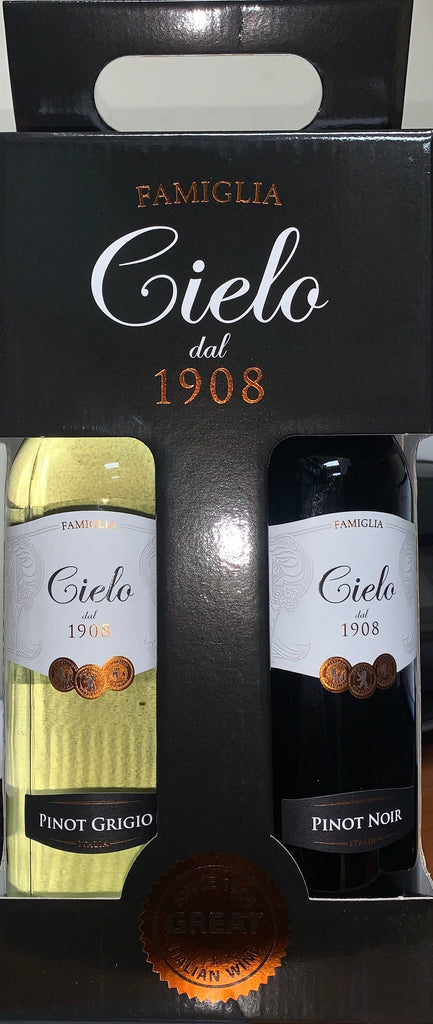 FAMIGLIA
Cielo
dal
1908
FAMIGLIA
Cielo
dal
1908
PINOT GRIGIO
ITALIA
FAMIGLIA
Cielo
dal
1908
PINOT NOIR
ITALIA
GREAT
ITALIAN WINE